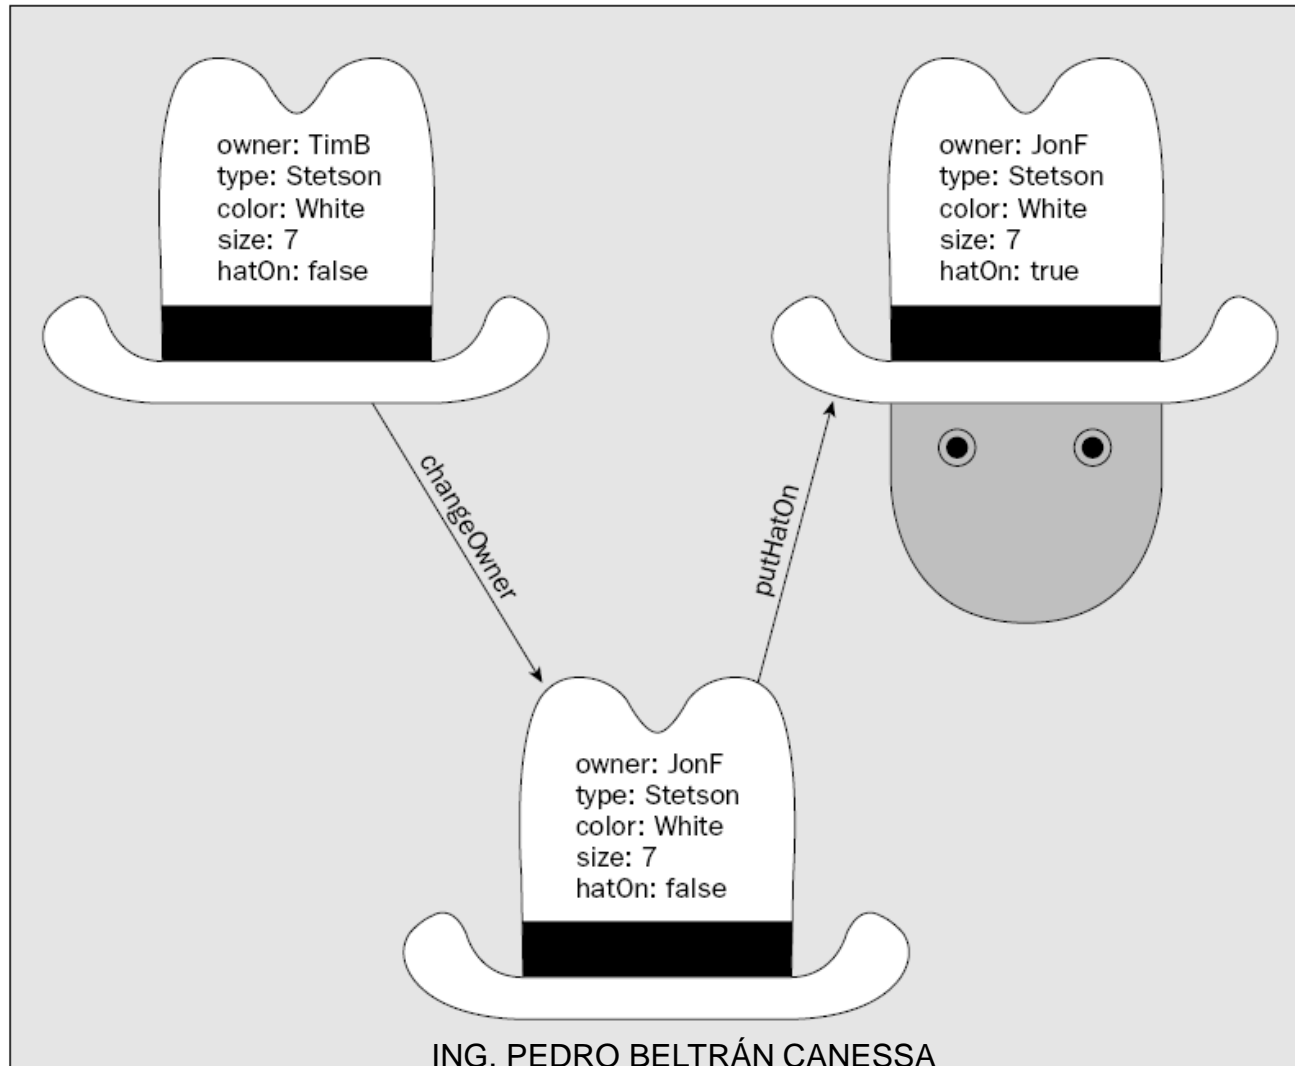 owner: TimB
type: Stetson
color: White
size: 7
hatOn: false
owner: JonF
type: Stetson
color: White
size: 7
hatOn: true
changeOwner
putHatOn
owner: JonF
type: Stetson
color: White
size: 7
hatOn: false
ING. PEDRO BELTRÁN CANESSA